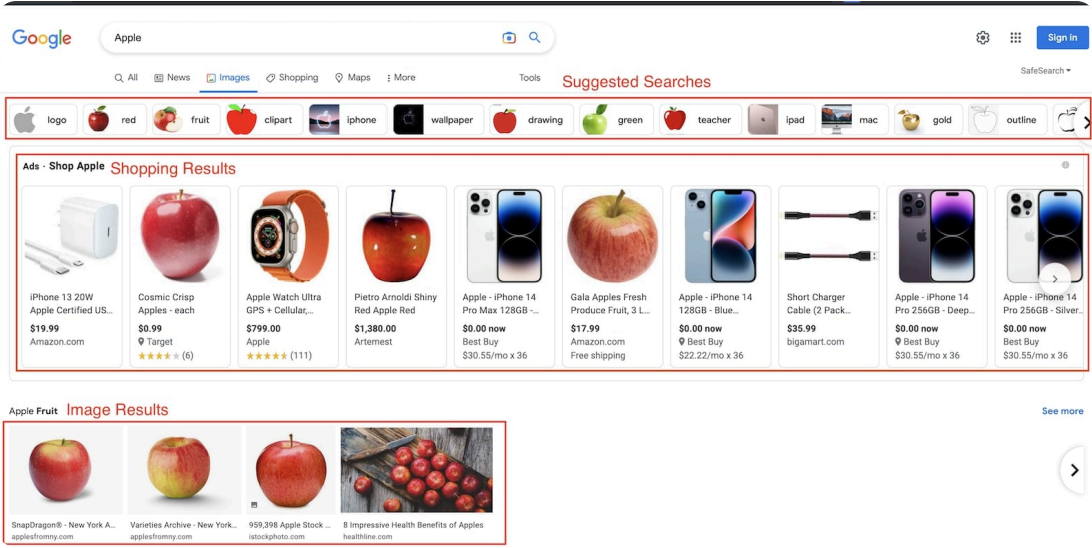 Google
Apple
Sign in
All
News
Images
Shopping
Maps
More
Tools
Suggested Searches
SafeSearch
logo
red
fruit
clipart
iphone
wallpaper
drawing
green
teacher
ipad
mac
gold
outline
Ads · Shop Apple
Shopping Results
iPhone 13 20W
Apple Certified US...
$19.99
Amazon.com
Cosmic Crisp
Apples - each
$0.99
Target
(6)
Apple Watch Ultra
GPS + Cellular,...
$799.00
Apple
(111)
Pietro Arnoldi Shiny
Red Apple Red
$1,380.00
Artemest
Apple - iPhone 14
Pro Max 128GB -...
$0.00 now
Best Buy
$30.55/mo x 36
Gala Apples Fresh
Produce Fruit, 3 L...
$17.99
Amazon.com
Free shipping
Apple - iPhone 14
128GB - Blue...
$0.00 now
Best Buy
$22.22/mo x 36
Short Charger
Cable (2 Pack...
$35.99
bigamart.com
Apple - iPhone 14
Pro 256GB - Deep...
$0.00 now
Best Buy
$30.55/mo x 36
Apple - iPhone 14
Pro 256GB - Silver...
$0.00 now
Best Buy
$30.55/mo x 36
Apple Fruit
Image Results
See more
SnapDragon® - New York A...
applesfromny.com
Varieties Archive - New York...
applesfromny.com
959,398 Apple Stock ...
istockphoto.com
8 Impressive Health Benefits of Apples
healthline.com